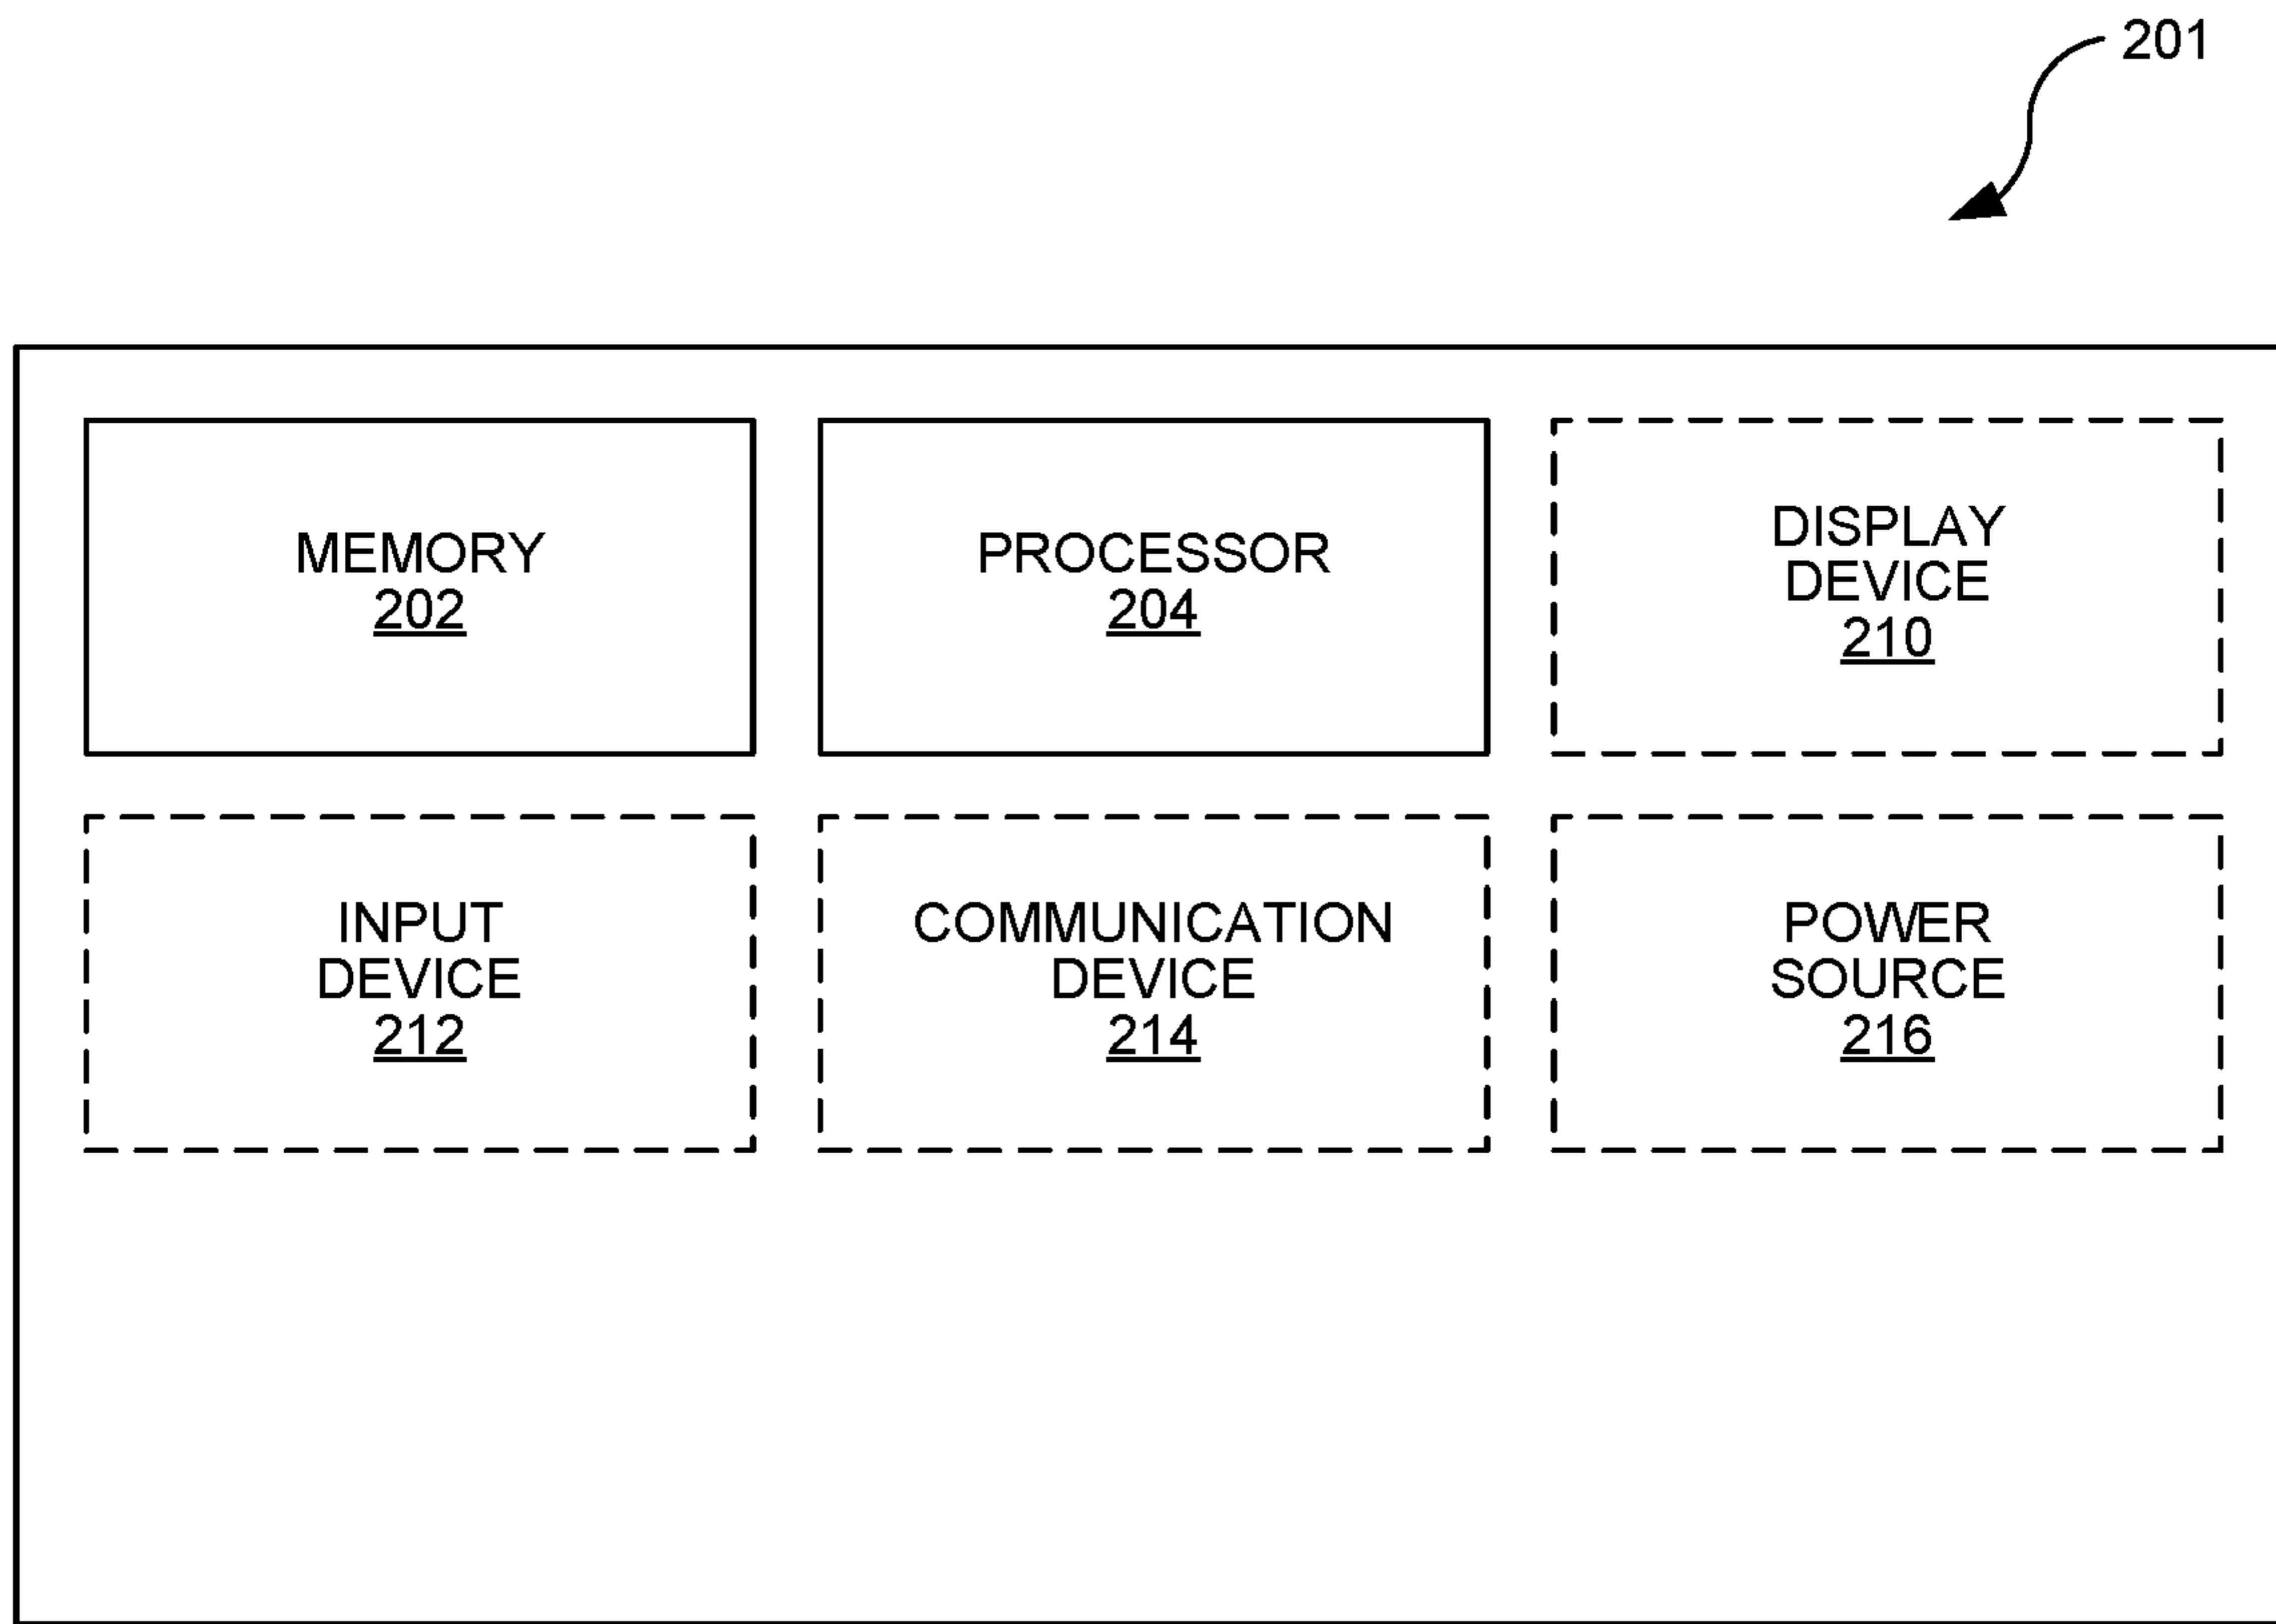 201
MEMORY
202
PROCESSOR
204
DISPLAY
DEVICE
210
INPUT
DEVICE
212
COMMUNICATION
DEVICE
214
POWER
SOURCE
216